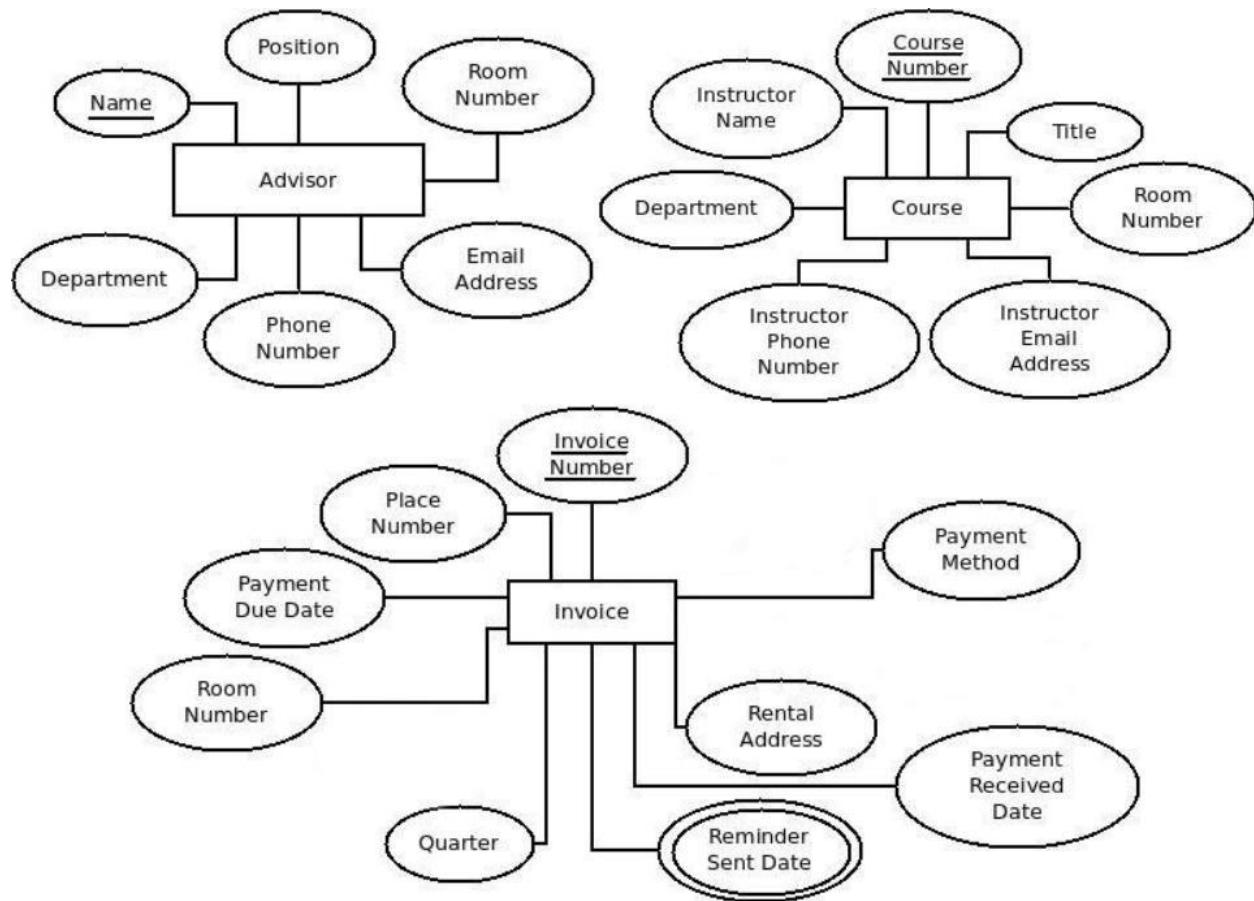 Position
Room
Number
Name
Advisor
Department
Email
Address
Phone
Number
Course
Number
Instructor
Name
Title
Department
Course
Room
Number
Instructor
Phone
Number
Instructor
Email
Address
Invoice
Number
Place
Number
Payment
Method
Payment
Due Date
Invoice
Room
Number
Rental
Address
Payment
Received
Date
Quarter
Reminder
Sent Date